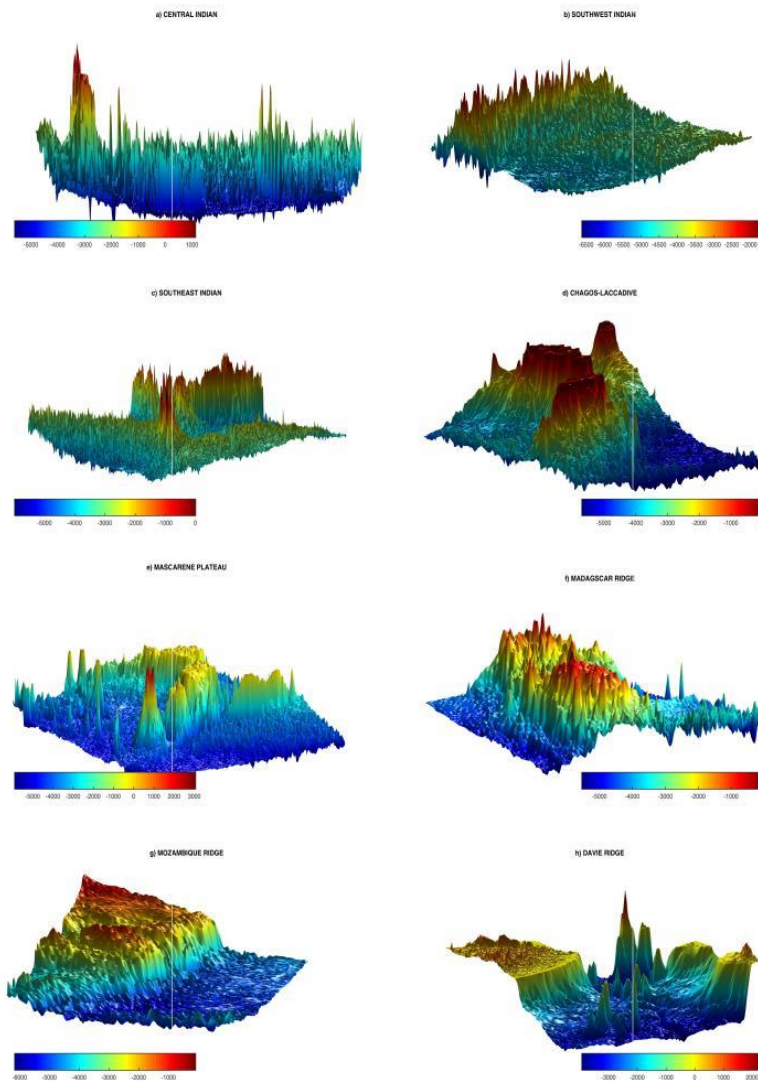 a) CENTRAL INDIAN
b) SOUTHWEST INDIAN
-5000 -4000 -3000 -2000 -1000 0 1000
-6500 -6000 -5500 -5000 -4500 -4000 -3500 -3000 -2500 -2000
c) SOUTHEAST INDIAN
d) CHAGOS-LACCADIVE
-5000 -4000 -3000 -2000 -1000 0
-5000 -4000 -3000 -2000 -1000
e) MASCARENE PLATEAU
f) MADAGSCAR RIDGE
-5000 -4000 -3000 -2000 -1000 0 1000 2000 3000
-5000 -4000 -3000 -2000 -1000
g) MOZAMBIQUE RIDGE
h) DAVIE RIDGE
-6000 -5000 -4000 -3000 -2000 -1000
-3000 -2000 -1000 0 1000